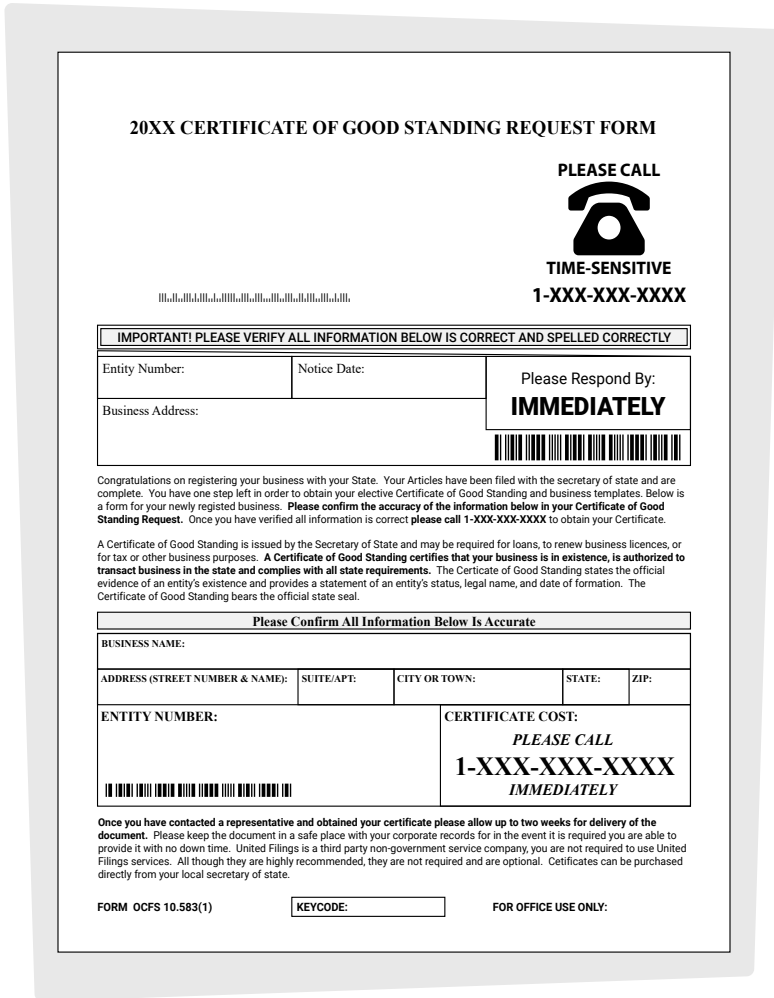 20XX CERTIFICATE OF GOOD STANDING REQUEST FORM
PLEASE CALL
TIME-SENSITIVE
1-XXX-XXX-XXXX
IMPORTANT! PLEASE VERIFY ALL INFORMATION BELOW IS CORRECT AND SPELLED CORRECTLY
Entity Number:
Notice Date:
Please Respond By:
IMMEDIATELY
Business Address:
Congratulations on registering your business with your State. Your Articles have been filed with the secretary of state and are
complete. You have one step left in order to obtain your elective Certificate of Good Standing and business templates. Below is
a form for your newly registed business. Please confirm the accuracy of the information below in your Certificate of Good
Standing Request. Once you have verified all information is correct please call 1-XXX-XXX-XXXX to obtain your Certificate.
A Certificate of Good Standing is issued by the Secretary of State and may be required for loans, to renew business licences, or
for tax or other business purposes. A Certificate of Good Standing certifies that your business is in existence, is authorized to
transact business in the state and complies with all state requirements. The Certicate of Good Standing states the official
evidence of an entity's existence and provides a statement of an entity's status, legal name, and date of formation. The
Certificate of Good Standing bears the official state seal.
Please Confirm All Information Below Is Accurate
BUSINESS NAME:
ADDRESS (STREET NUMBER & NAME):
SUITE/APT:
CITY OR TOWN:
STATE:
ZIP:
ENTITY NUMBER:
CERTIFICATE COST:
PLEASE CALL
1-XXX-XXX-XXXX
IMMEDIATELY
Once you have contacted a representative and obtained your certificate please allow up to two weeks for delivery of the
document. Please keep the document in a safe place with your corporate records for in the event it is required you are able to
provide it with no down time. United Filings is a third party non-government service company, you are not required to use United
Filings services. All though they are highly recommended, they are not required and are optional. Cetificates can be purchased
directly from your local secretary of state.
FORM OCFS 10.583(1)
KEYCODE:
FOR OFFICE USE ONLY: